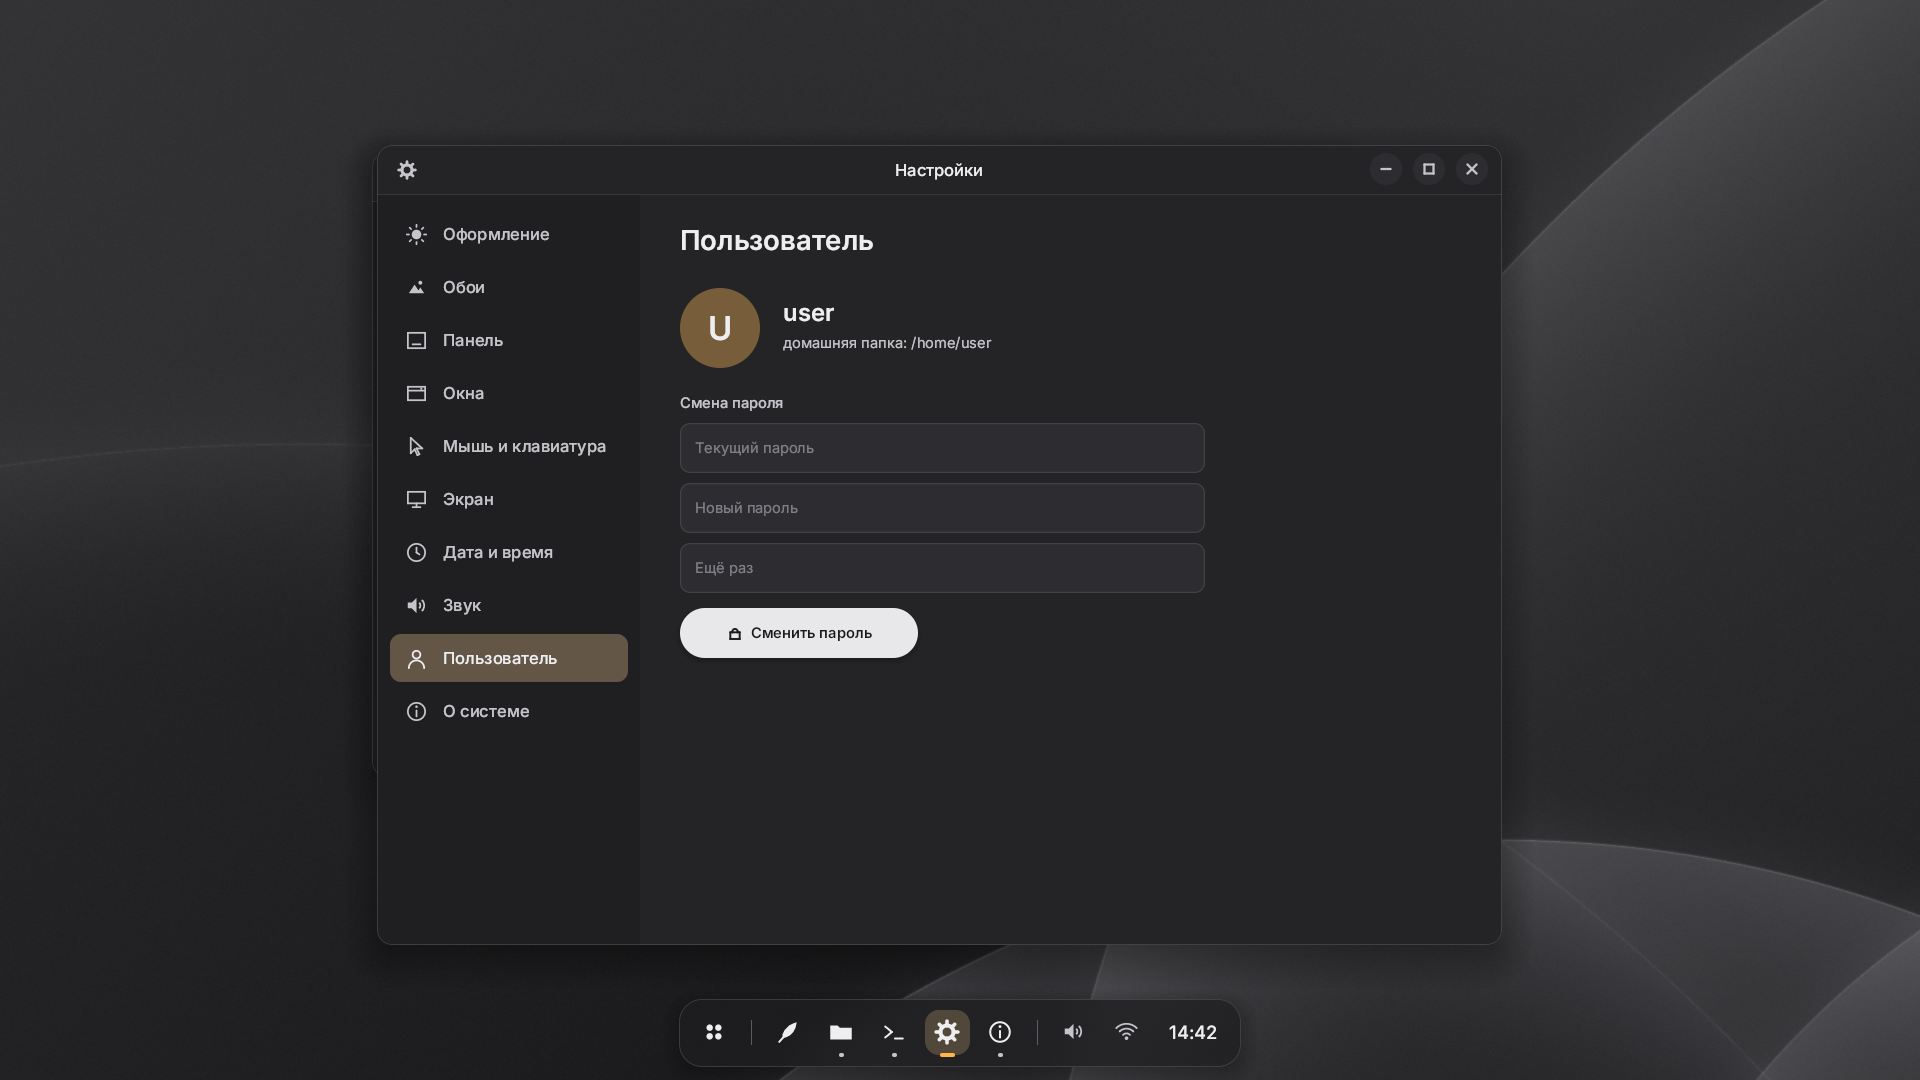 Настройки
Оформление
Обои
Панель
Окна
Мышь и клавиатура
Экран
Дата и время
Звук
Пользователь
О системе
Пользователь
U
user
домашняя папка: /home/user
Смена пароля
Текущий пароль
Новый пароль
Ещё раз
Сменить пароль
14:42